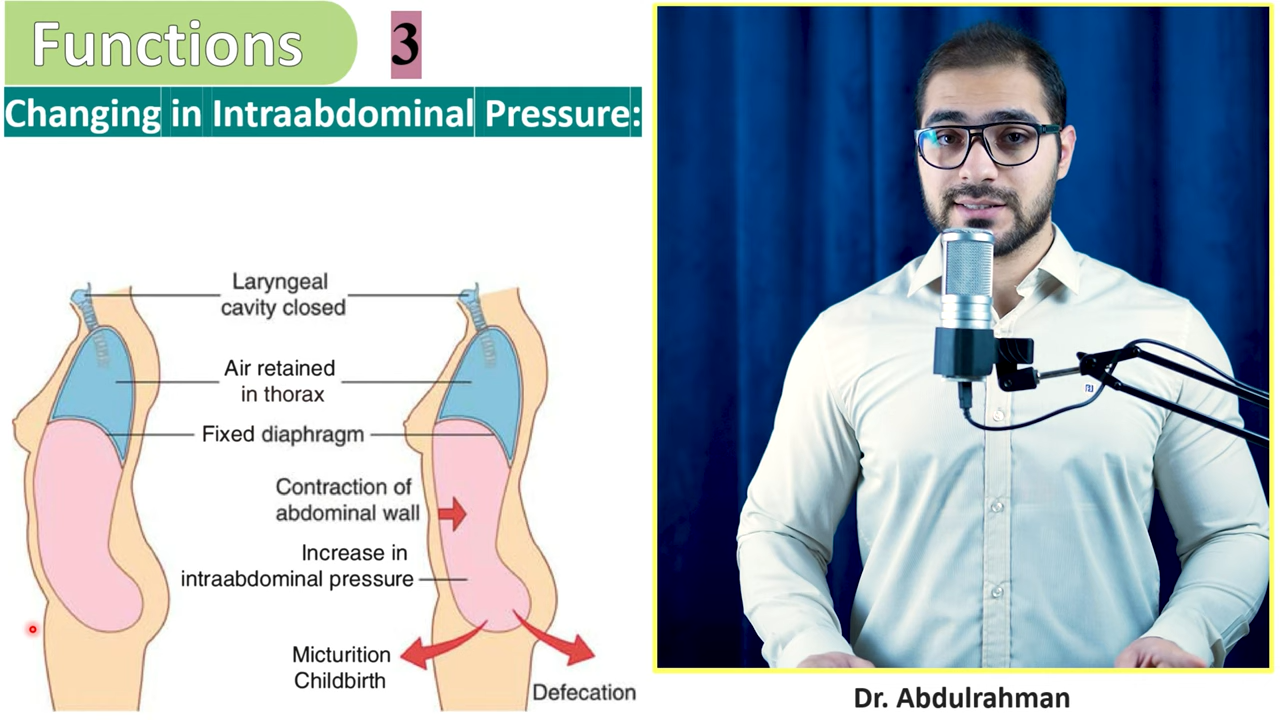 Functions 3
Changing in Intraabdominal Pressure:
Laryngeal
cavity closed
Air retained
in thorax
Fixed diaphragm
Contraction of
abdominal wall
Increase in
intraabdominal pressure
Micturition
Childbirth
Defecation
Dr. Abdulrahman